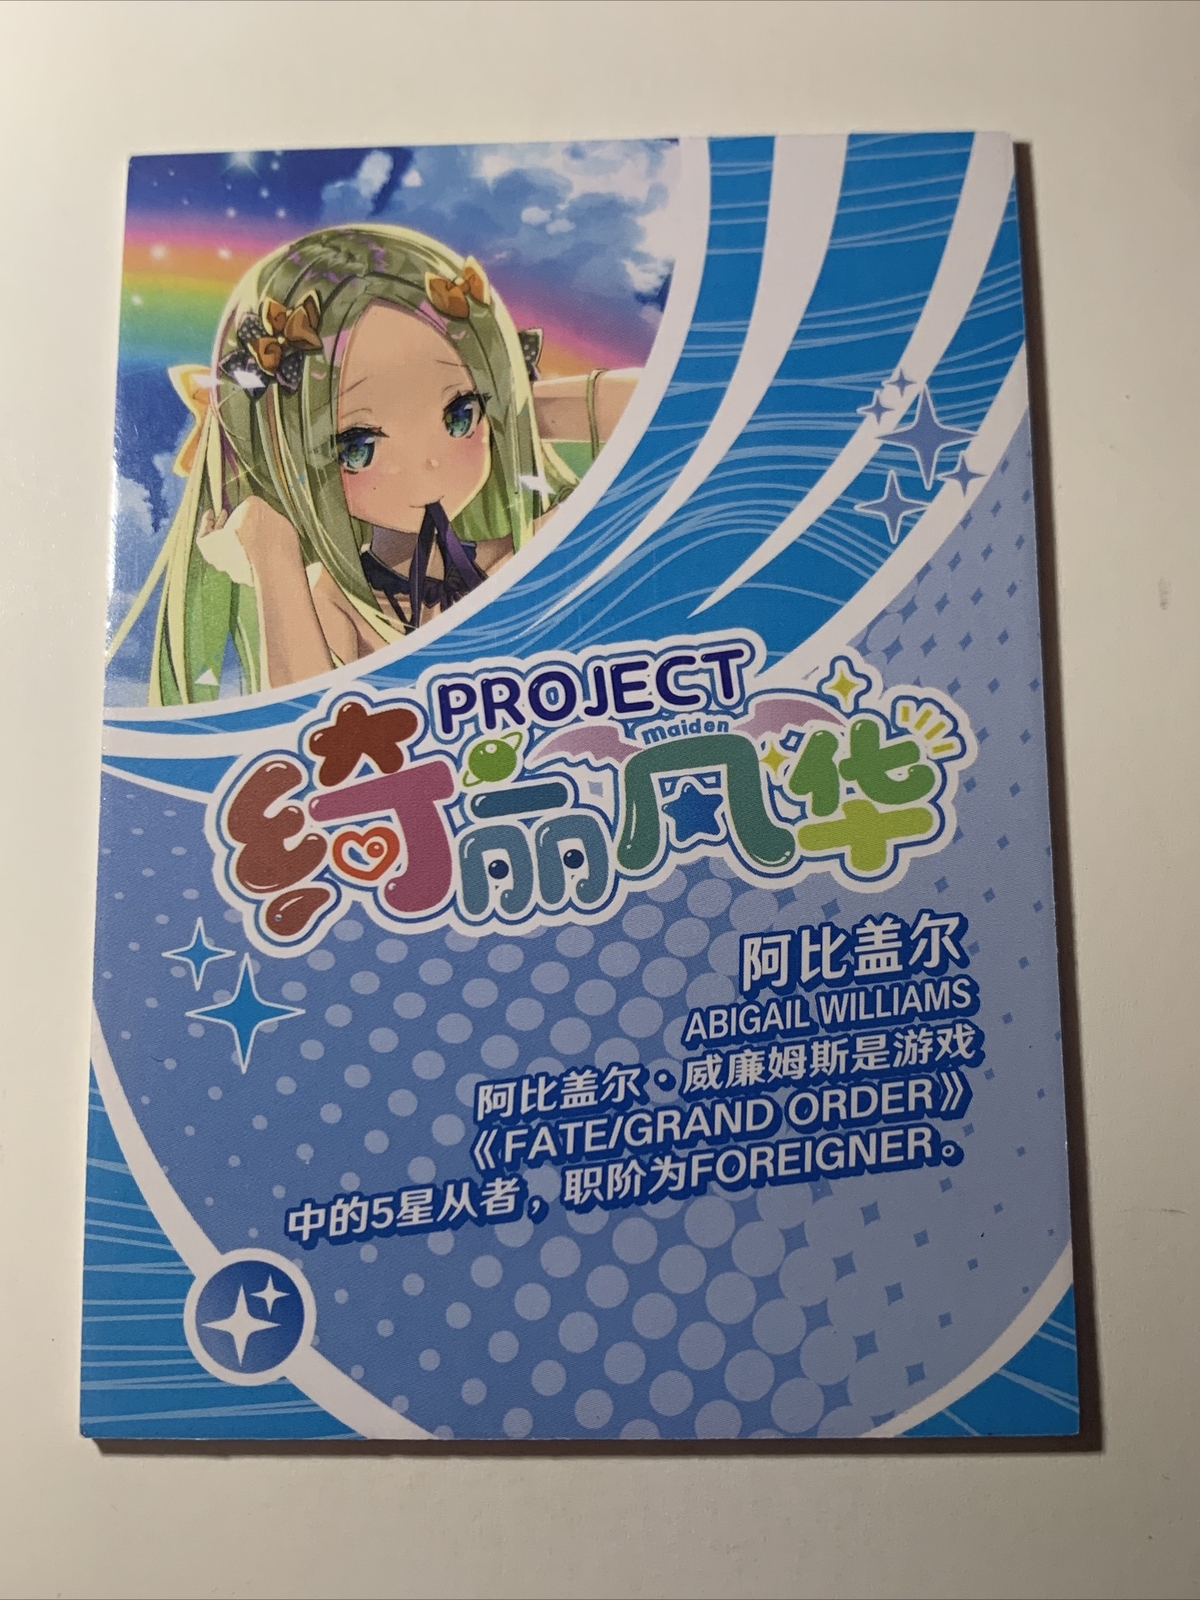 PROJECT
maiden
绮丽风华
阿比盖尔
ABIGAIL WILLIAMS
阿比盖尔·威廉姆斯是游戏
《FATE/GRAND ORDER》
中的5星从者，职阶为FOREIGNER。